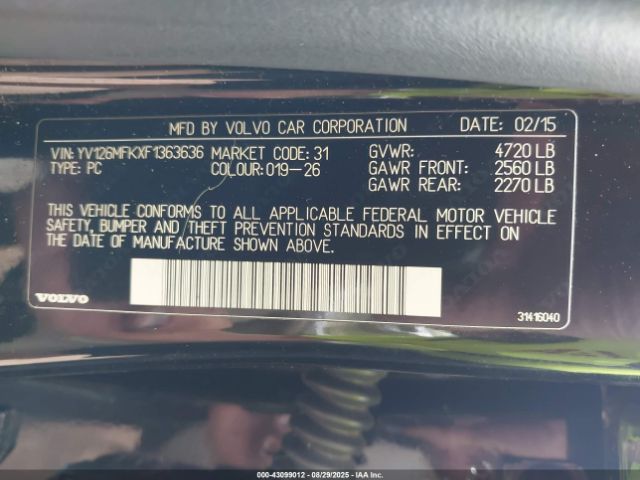 MFD BY VOLVO CAR CORPORATION DATE: 02/15
VIN: YV126MFKXF1363636 MARKET CODE: 31 GVWR: 4720 LB
TYPE: PC COLOUR: 019-26 GAWR FRONT: 2560 LB
GAWR REAR: 2270 LB
THIS VEHICLE CONFORMS TO ALL APPLICABLE FEDERAL MOTOR VEHICLE
SAFETY, BUMPER AND THEFT PREVENTION STANDARDS IN EFFECT ON
THE DATE OF MANUFACTURE SHOWN ABOVE.
VOLVO 31416040
000-43099012 - 08/29/2025 - IAAHC12